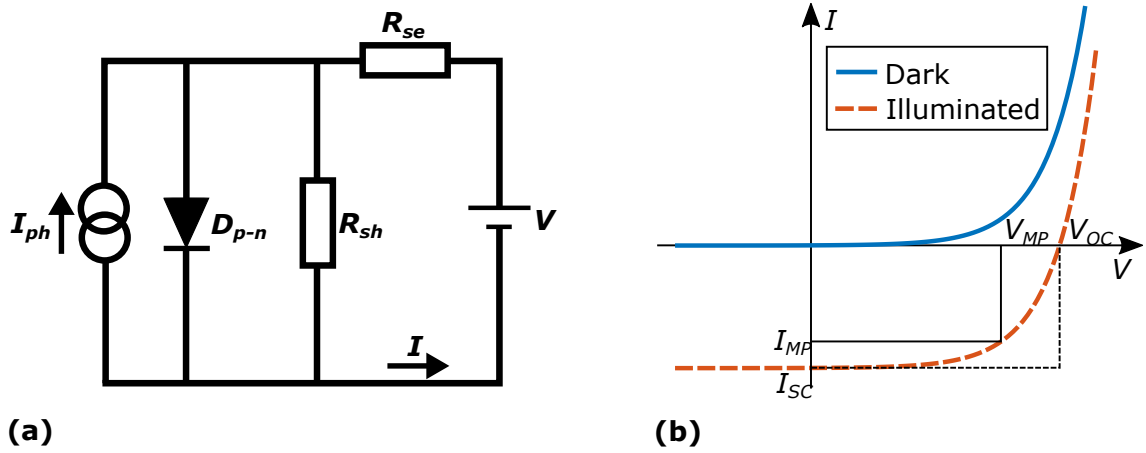 R_se
I_ph
D_p-n
R_sh
V
I
(a)
I
Dark
Illuminated
V_MP
V_OC
V
I_MP
I_SC
(b)